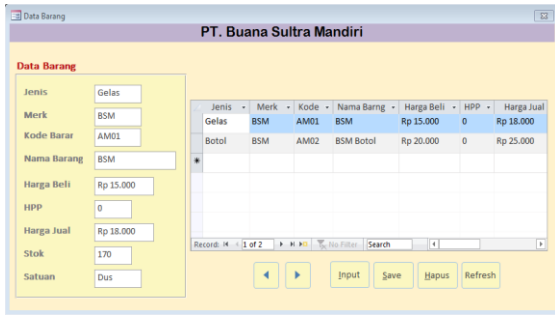 Data Barang
PT. Buana Sultra Mandiri
Data Barang
Jenis Gelas
Merk BSM
Kode Barar AM01
Nama Barang BSM
Harga Beli Rp 15.000
HPP 0
Harga Jual Rp 18.000
Stok 170
Satuan Dus
Jenis Merk Kode Nama Barng Harga Beli HPP Harga Jual
Gelas BSM AM01 BSM Rp 15.000 0 Rp 18.000
Botol BSM AM02 BSM Botol Rp 20.000 0 Rp 25.000
Record: 1 of 2 No Filter Search
Input Save Hapus Refresh